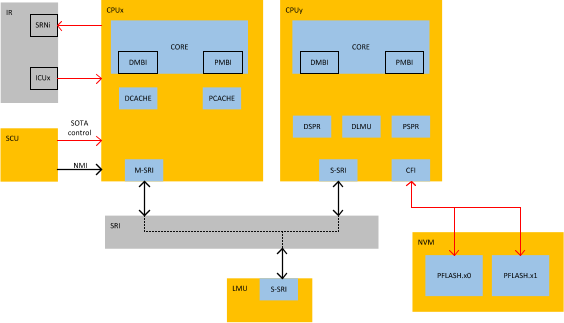 IR
SRNi
ICUx
CPUx
CORE
DMBI
PMBI
DCACHE
PCACHE
M-SRI
CPUy
CORE
DMBI
PMBI
DSPR
DLMU
PSPR
S-SRI
CFI
SCU
SOTA
control
NMI
SRI
LMU
S-SRI
NVM
PFLASH.x0
PFLASH.x1